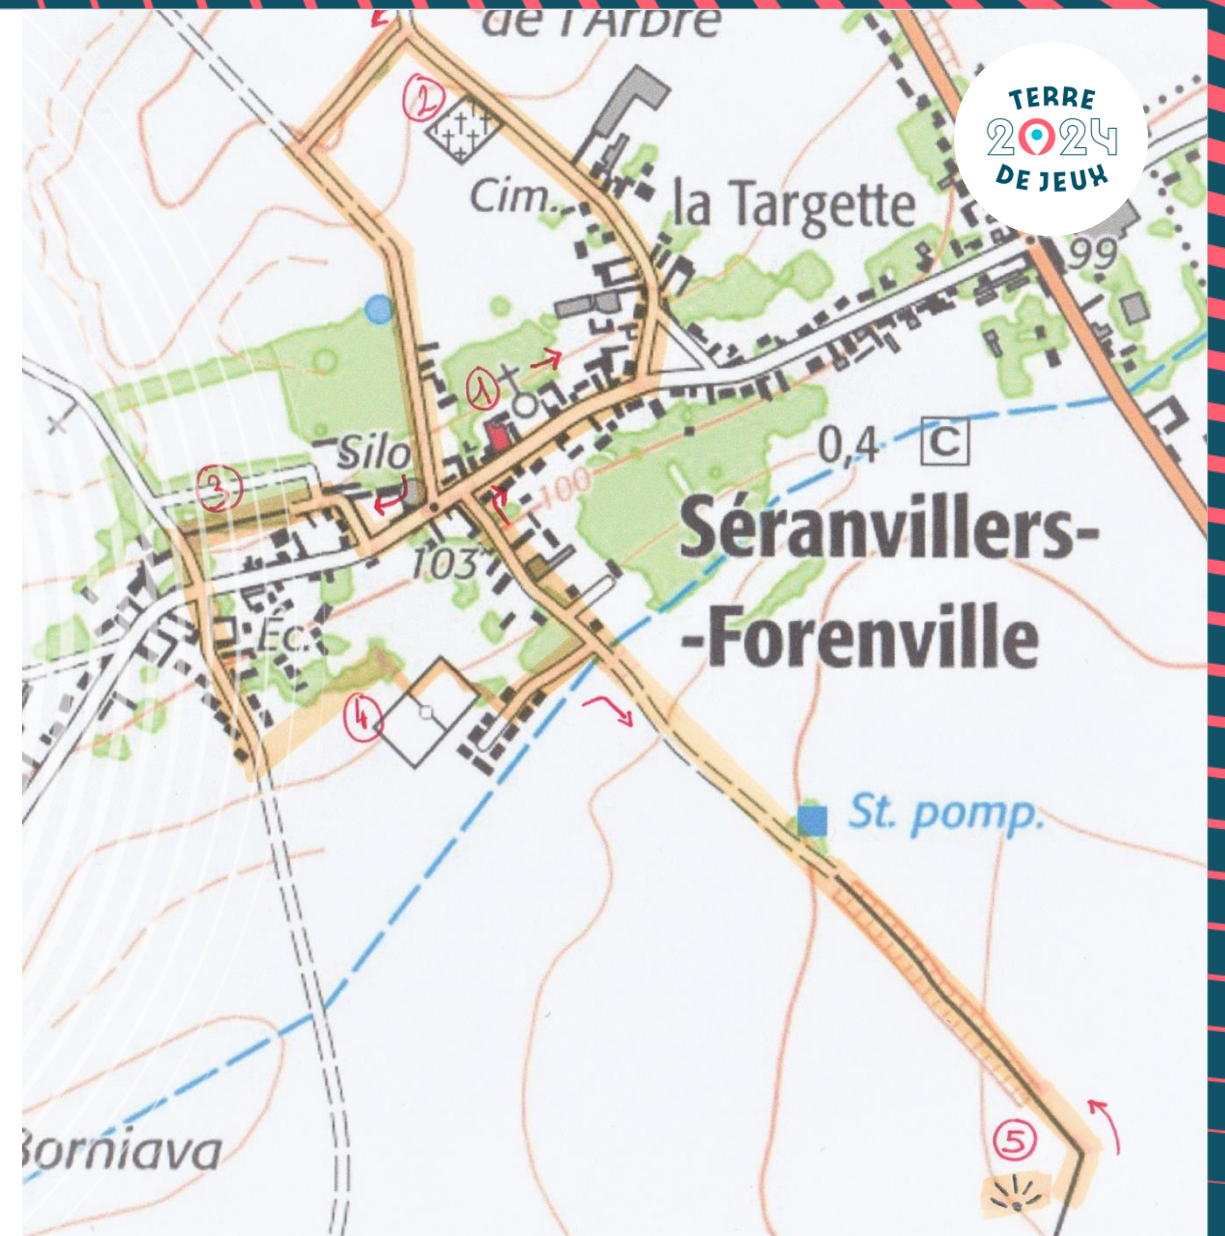 de l'Arbre
TERRE
2024
DE JEUX
2
Cim.
la Targette
99
1
Silo
0,4 C
3
100
Séranvillers-
103
-Forenville
Éc.
4
St. pomp.
Borniava
5